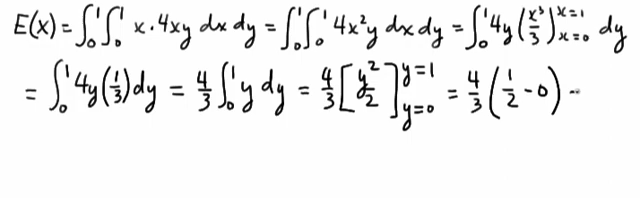 E(x) = ∫₀¹∫₀¹ x · 4xy dx dy = ∫₀¹∫₀¹ 4x²y dx dy = ∫₀¹ 4y (x³/3)ˣ⁼¹ₓ₌₀ dy
= ∫₀¹ 4y(1/3)dy = 4/3 ∫₀¹ y dy = 4/3 [y²/2]^{y=1}_{y=0} = 4/3 (1/2 - 0) -